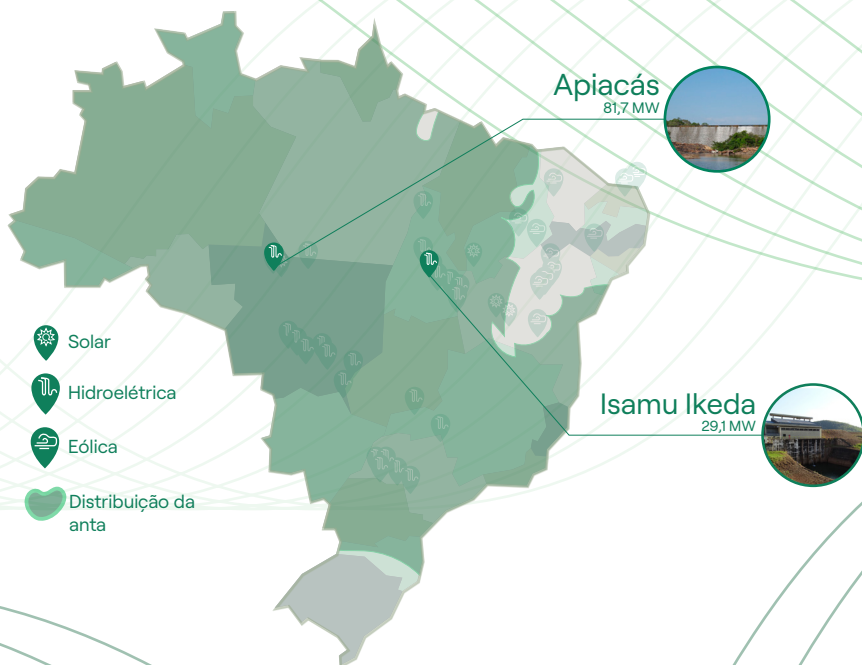 Apiacás
81,7 MW
Solar
Hidroelétrica
Isamu Ikeda
29,1 MW
Eólica
Distribuição da
anta